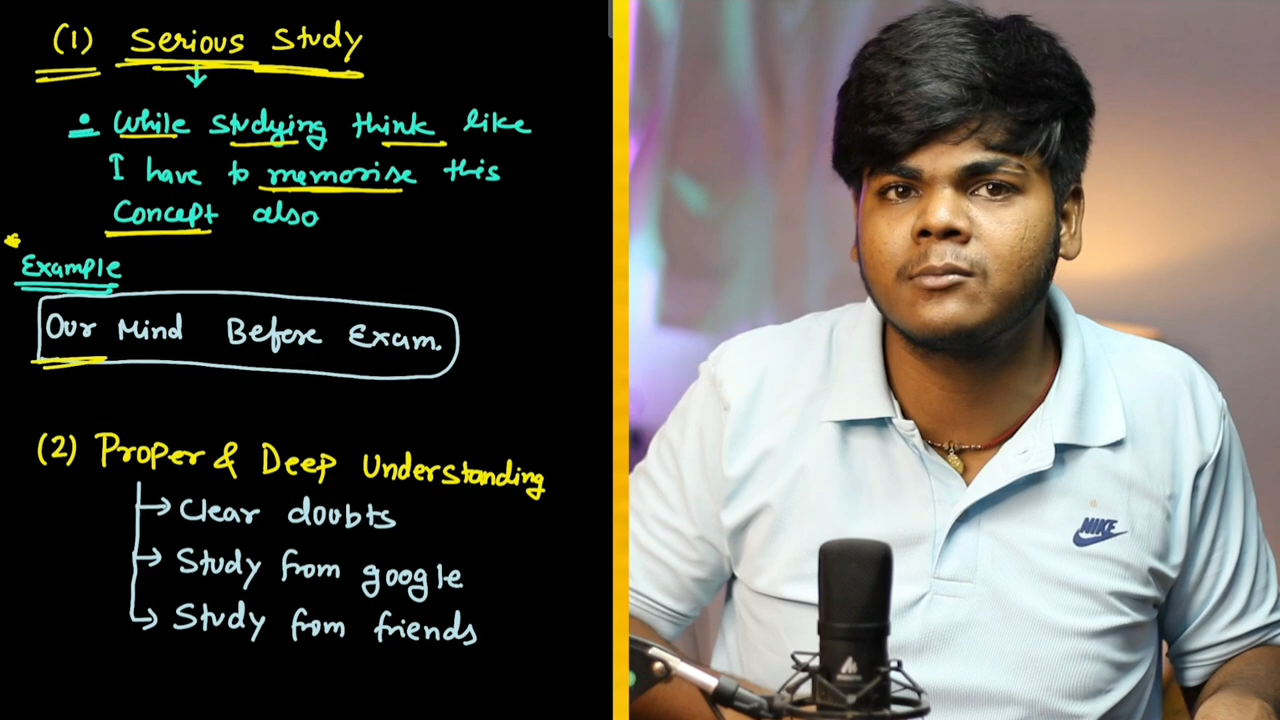 (1) Serious Study
• While studying think like
I have to memorise this
Concept also
Example
Our Mind Before Exam.
(2) Proper & Deep Understanding
→ Clear doubts
→ Study from google
→ Study from friends
NIKE